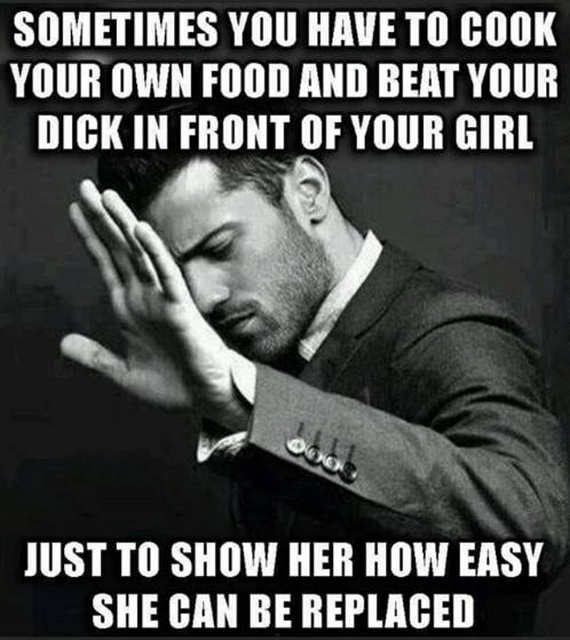 SOMETIMES YOU HAVE TO COOK
YOUR OWN FOOD AND BEAT YOUR
DICK IN FRONT OF YOUR GIRL
JUST TO SHOW HER HOW EASY
SHE CAN BE REPLACED